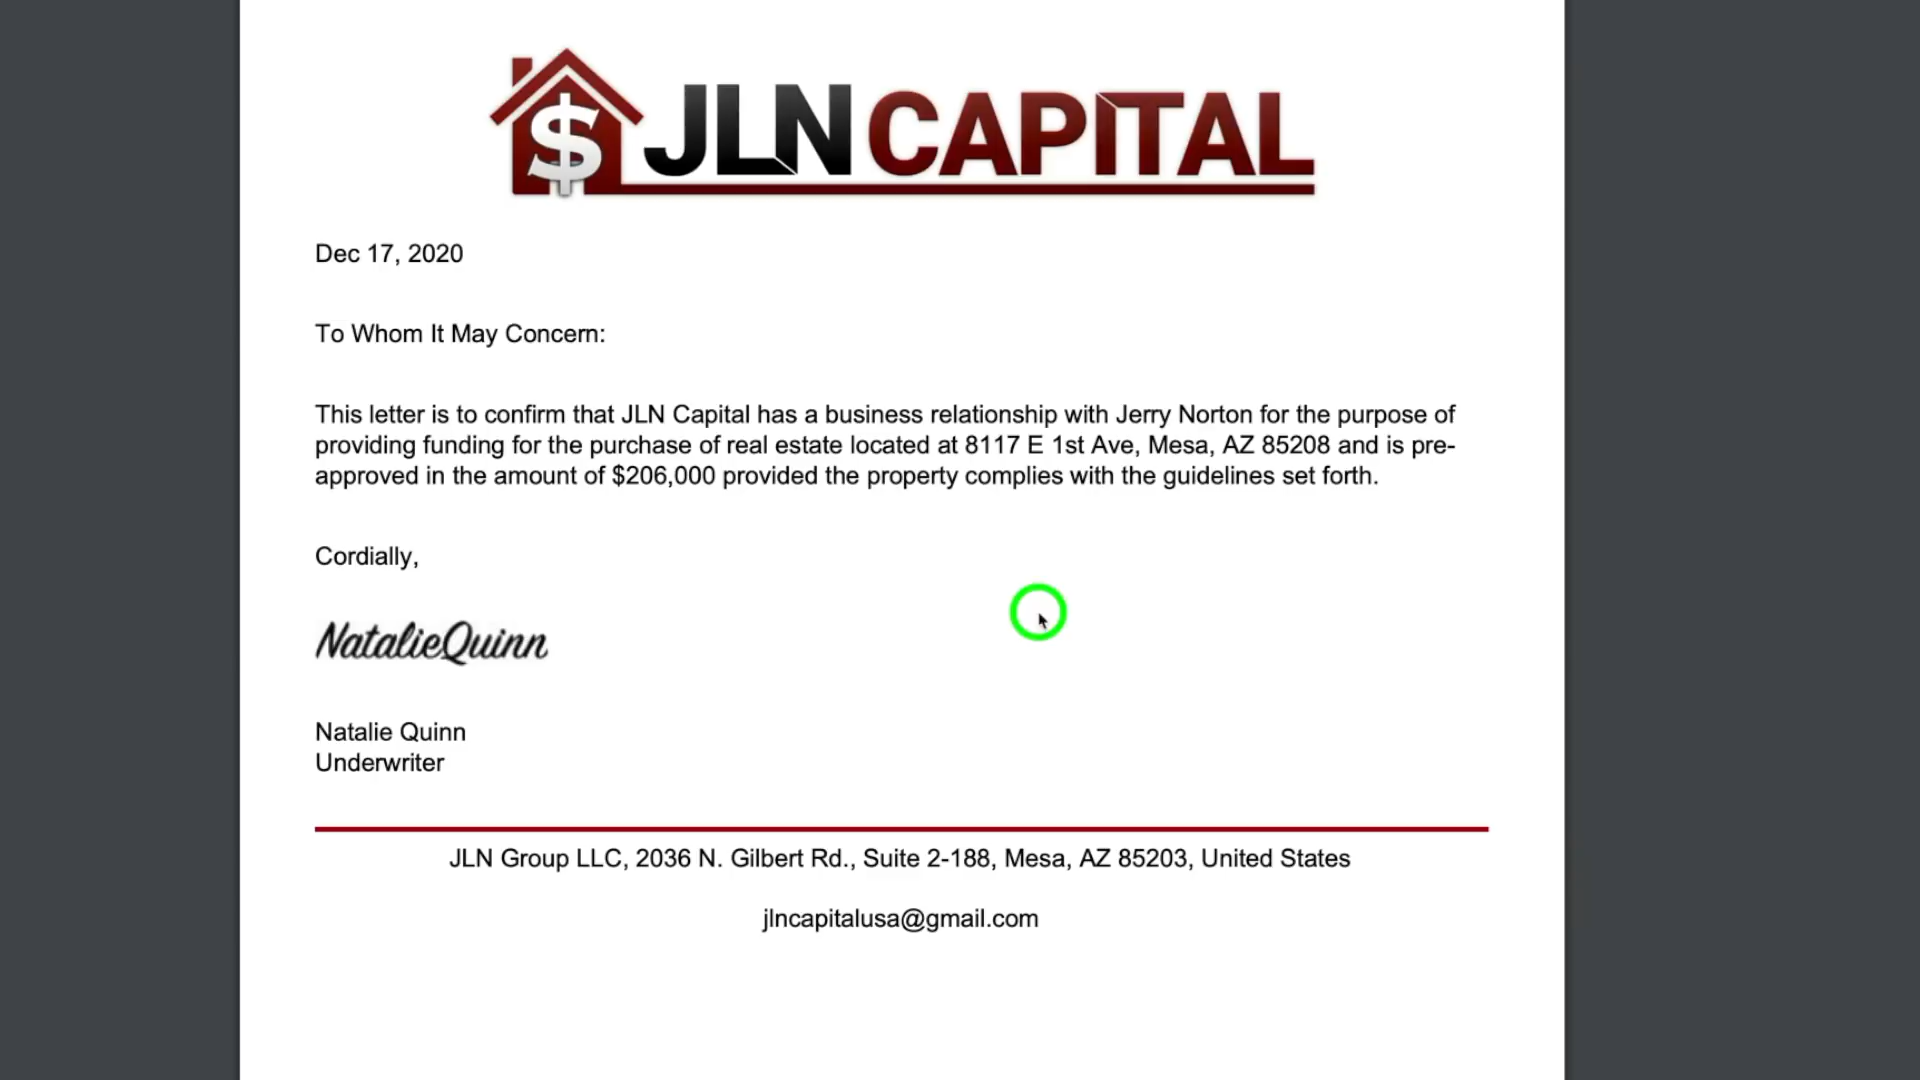 $ JLN CAPITAL
Dec 17, 2020
To Whom It May Concern:
This letter is to confirm that JLN Capital has a business relationship with Jerry Norton for the purpose of
providing funding for the purchase of real estate located at 8117 E 1st Ave, Mesa, AZ 85208 and is pre-
approved in the amount of $206,000 provided the property complies with the guidelines set forth.
Cordially,
NatalieQuinn
Natalie Quinn
Underwriter
JLN Group LLC, 2036 N. Gilbert Rd., Suite 2-188, Mesa, AZ 85203, United States
jlncapitalusa@gmail.com